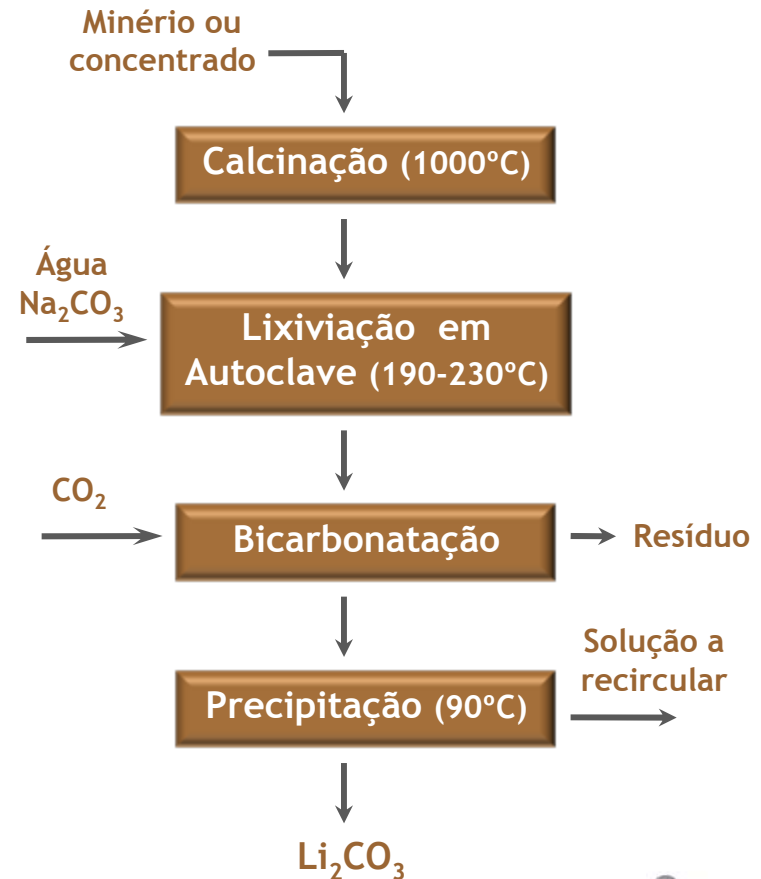 Minério ou
concentrado
Calcinação (1000ºC)
Água
Na₂CO₃
Lixiviação em
Autoclave (190-230ºC)
CO₂
Bicarbonatação
Resíduo
Solução a
recircular
Precipitação (90ºC)
Li₂CO₃